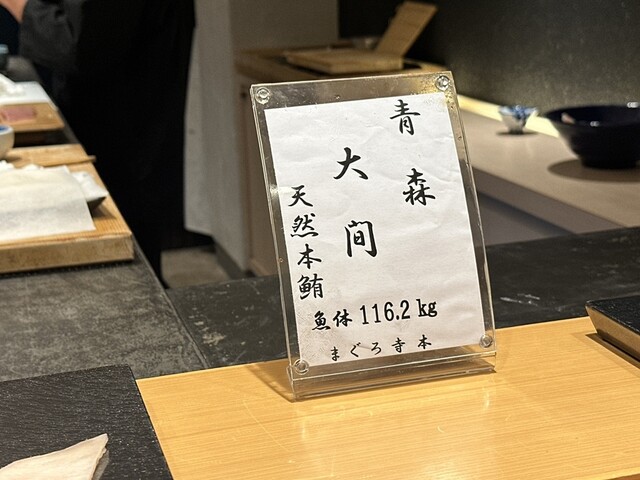 青森
大間
天然本鮪
魚体 116.2 kg
まぐろ寺本